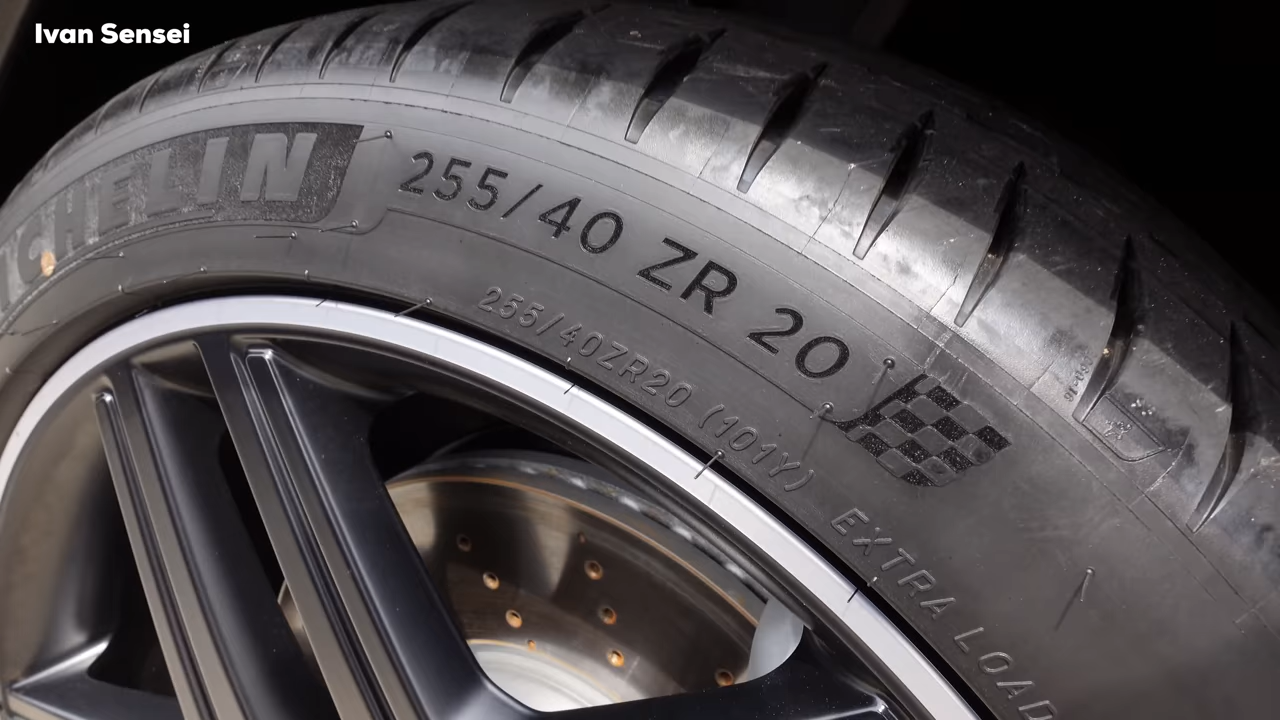 Ivan Sensei
MICHELIN
255/40 ZR 20
255/40ZR20 (101Y) EXTRA LOAD